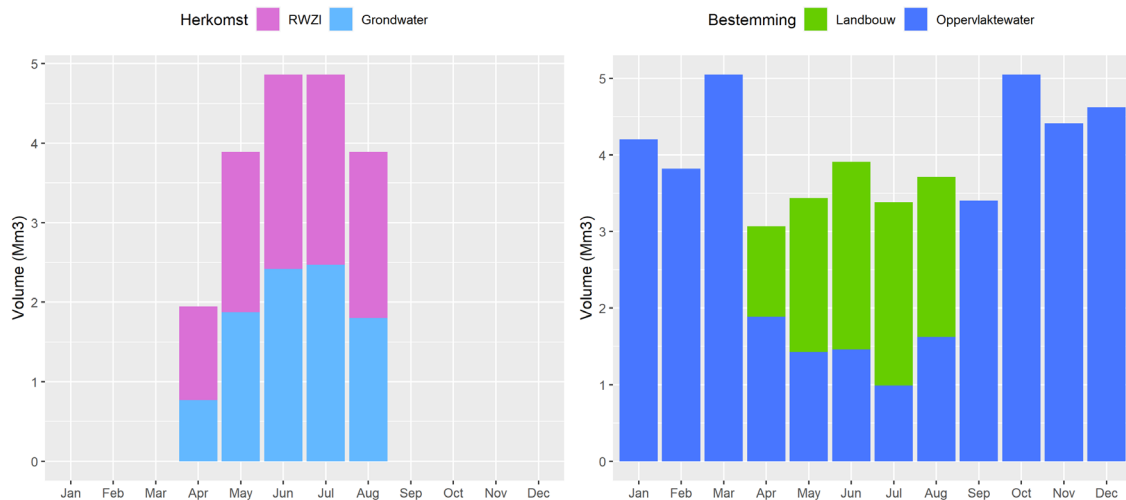 Herkomst RWZI Grondwater
Volume (Mm3)
5
4
3
2
1
0
Jan Feb Mar Apr May Jun Jul Aug Sep Oct Nov Dec
Bestemming Landbouw Oppervlaktewater
Volume (Mm3)
5
4
3
2
1
0
Jan Feb Mar Apr May Jun Jul Aug Sep Oct Nov Dec